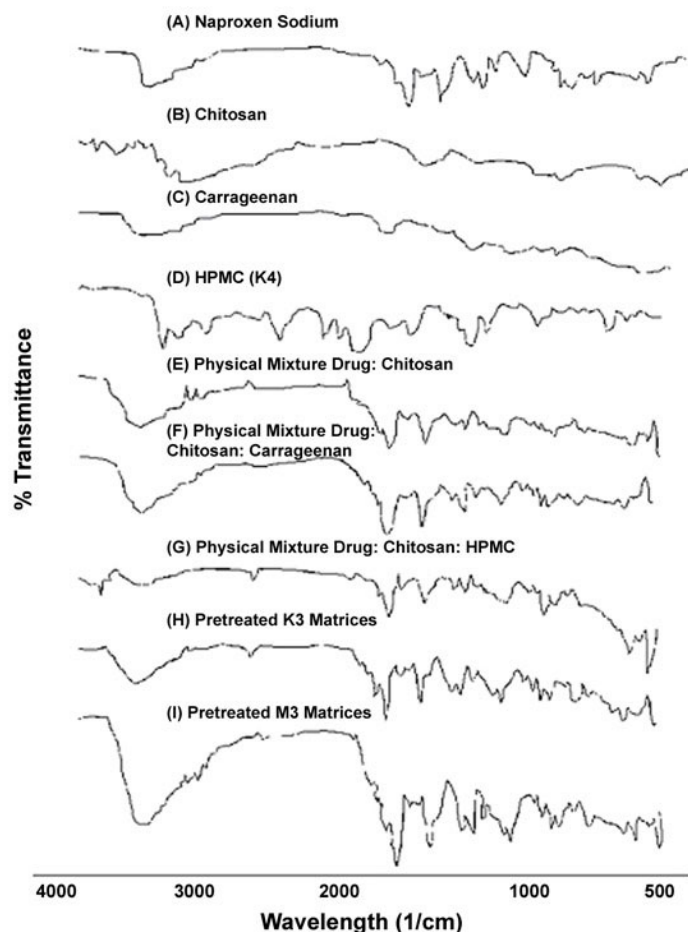 (A) Naproxen Sodium
(B) Chitosan
(C) Carrageenan
(D) HPMC (K4)
(E) Physical Mixture Drug: Chitosan
(F) Physical Mixture Drug:
Chitosan: Carrageenan
(G) Physical Mixture Drug: Chitosan: HPMC
(H) Pretreated K3 Matrices
(I) Pretreated M3 Matrices
% Transmittance
4000 3000 2000 1000 500
Wavelength (1/cm)